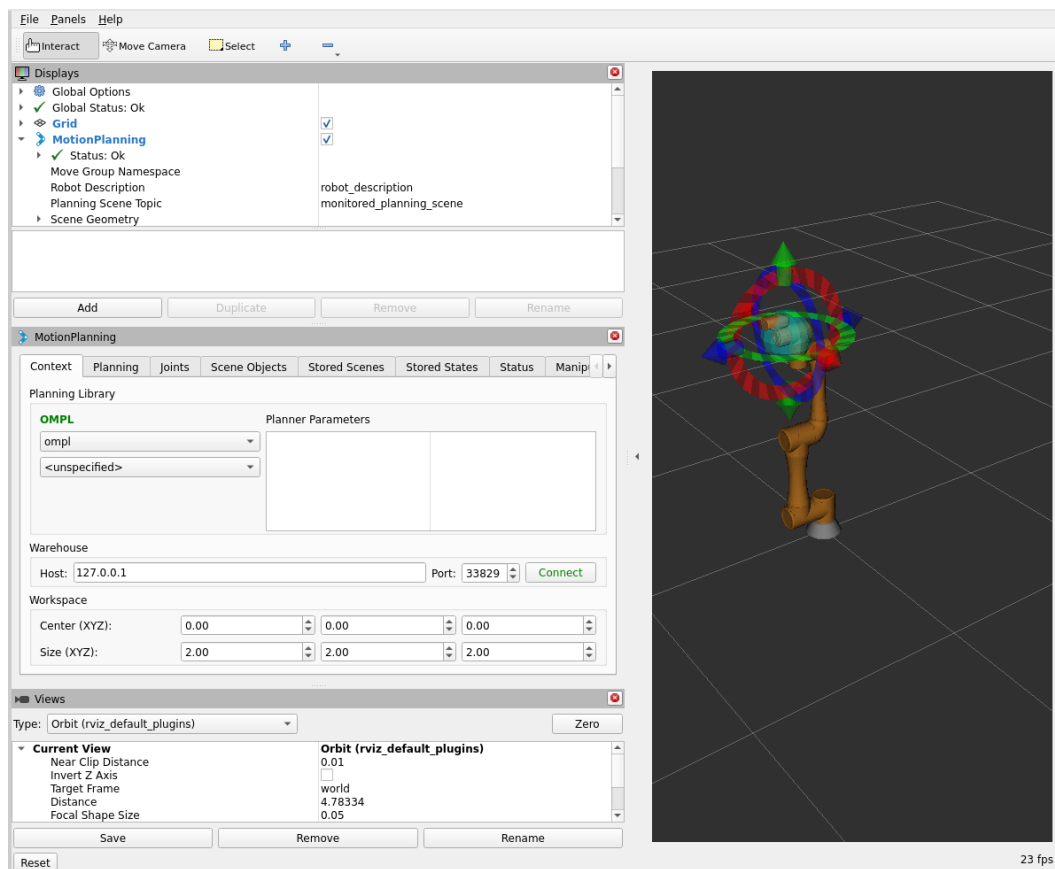 File Panels Help
Interact Move Camera Select
Displays
Global Options
Global Status: Ok
Grid
MotionPlanning
Status: Ok
Move Group Namespace
Robot Description robot_description
Planning Scene Topic monitored_planning_scene
Scene Geometry
Add Duplicate Remove Rename
MotionPlanning
Context Planning Joints Scene Objects Stored Scenes Stored States Status
Planning Library
OMPL Planner Parameters
ompl
<unspecified>
Warehouse
Host: 127.0.0.1 Port: 33829 Connect
Workspace
Center (XYZ): 0.00 0.00 0.00
Size (XYZ): 2.00 2.00 2.00
Views
Type: Orbit (rviz_default_plugins) Zero
Current View Orbit (rviz_default_plugins)
Near Clip Distance 0.01
Invert Z Axis
Target Frame world
Distance 4.78334
Focal Shape Size 0.05
Save Remove Rename
Reset 23 fps